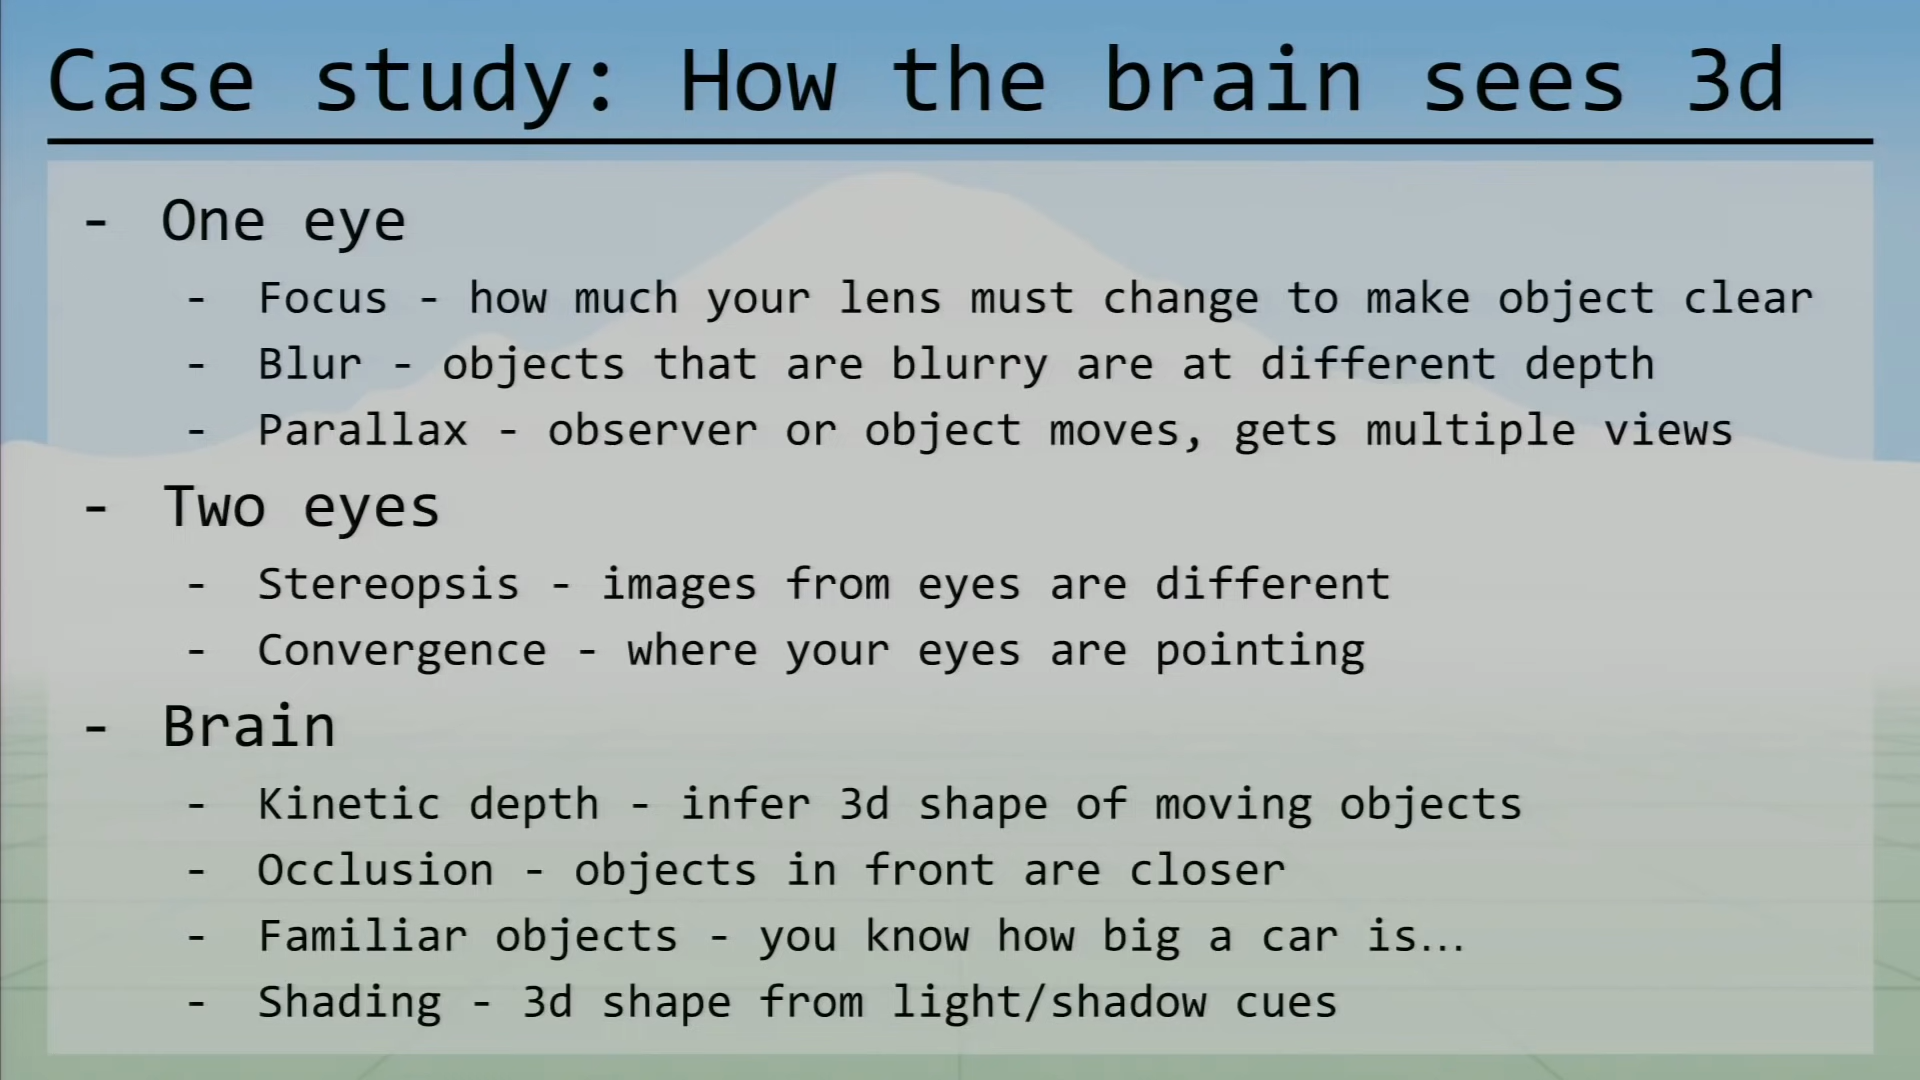 Case study: How the brain sees 3d
- One eye
- Focus - how much your lens must change to make object clear
- Blur - objects that are blurry are at different depth
- Parallax - observer or object moves, gets multiple views
- Two eyes
- Stereopsis - images from eyes are different
- Convergence - where your eyes are pointing
- Brain
- Kinetic depth - infer 3d shape of moving objects
- Occlusion - objects in front are closer
- Familiar objects - you know how big a car is…
- Shading - 3d shape from light/shadow cues